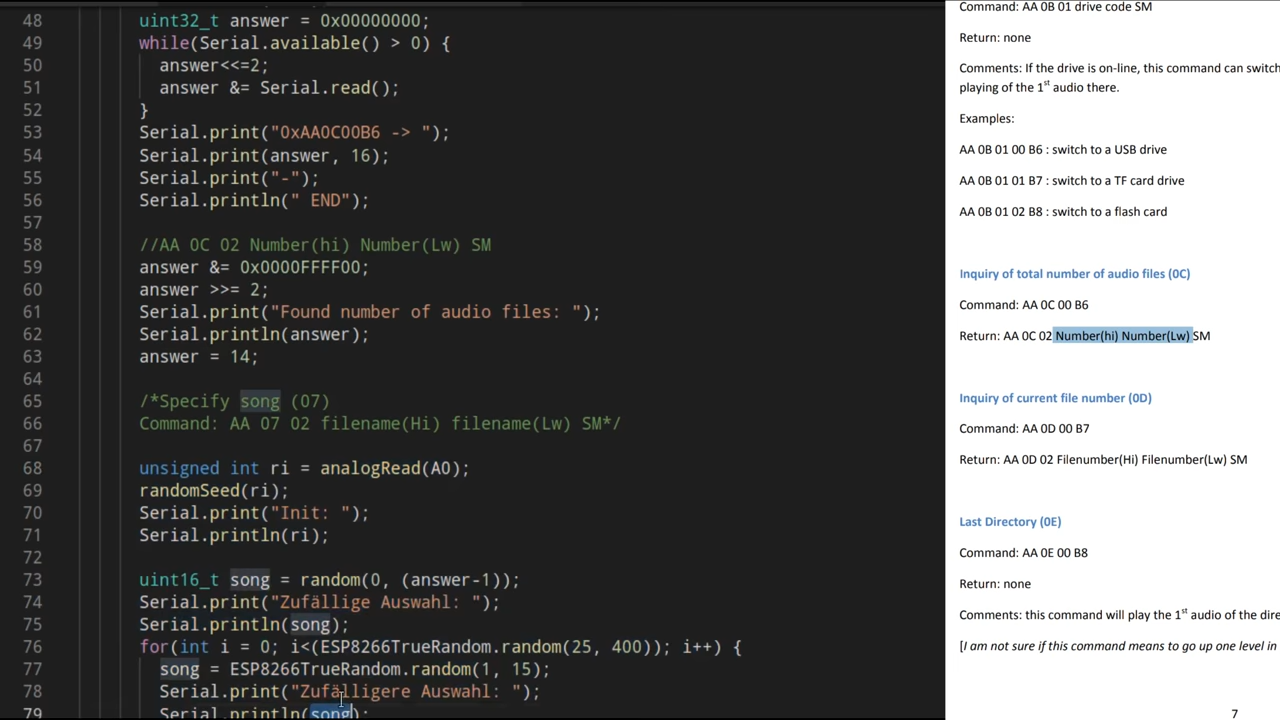 48 uint32_t answer = 0x00000000;
49 while(Serial.available() > 0) {
50 answer<<=2;
51 answer &= Serial.read();
52 }
53 Serial.print("0xAA0C00B6 -> ");
54 Serial.print(answer, 16);
55 Serial.print("-");
56 Serial.println(" END");
57
58 //AA 0C 02 Number(hi) Number(Lw) SM
59 answer &= 0x0000FFFF00;
60 answer >>= 2;
61 Serial.print("Found number of audio files: ");
62 Serial.println(answer);
63 answer = 14;
64
65 /*Specify song (07)
66 Command: AA 07 02 filename(Hi) filename(Lw) SM*/
67
68 unsigned int ri = analogRead(A0);
69 randomSeed(ri);
70 Serial.print("Init: ");
71 Serial.println(ri);
72
73 uint16_t song = random(0, (answer-1));
74 Serial.print("Zufällige Auswahl: ");
75 Serial.println(song);
76 for(int i = 0; i<(ESP8266TrueRandom.random(25, 400)); i++) {
77 song = ESP8266TrueRandom.random(1, 15);
78 Serial.print("Zufälligere Auswahl: ");
79 Serial.println(song);
Command: AA 0B 01 drive code SM
Return: none
Comments: If the drive is on-line, this command can switch
playing of the 1st audio there.
Examples:
AA 0B 01 00 B6 : switch to a USB drive
AA 0B 01 01 B7 : switch to a TF card drive
AA 0B 01 02 B8 : switch to a flash card
Inquiry of total number of audio files (0C)
Command: AA 0C 00 B6
Return: AA 0C 02 Number(hi) Number(Lw) SM
Inquiry of current file number (0D)
Command: AA 0D 00 B7
Return: AA 0D 02 Filenumber(Hi) Filenumber(Lw) SM
Last Directory (0E)
Command: AA 0E 00 B8
Return: none
Comments: this command will play the 1st audio of the dire
[I am not sure if this command means to go up one level in
7